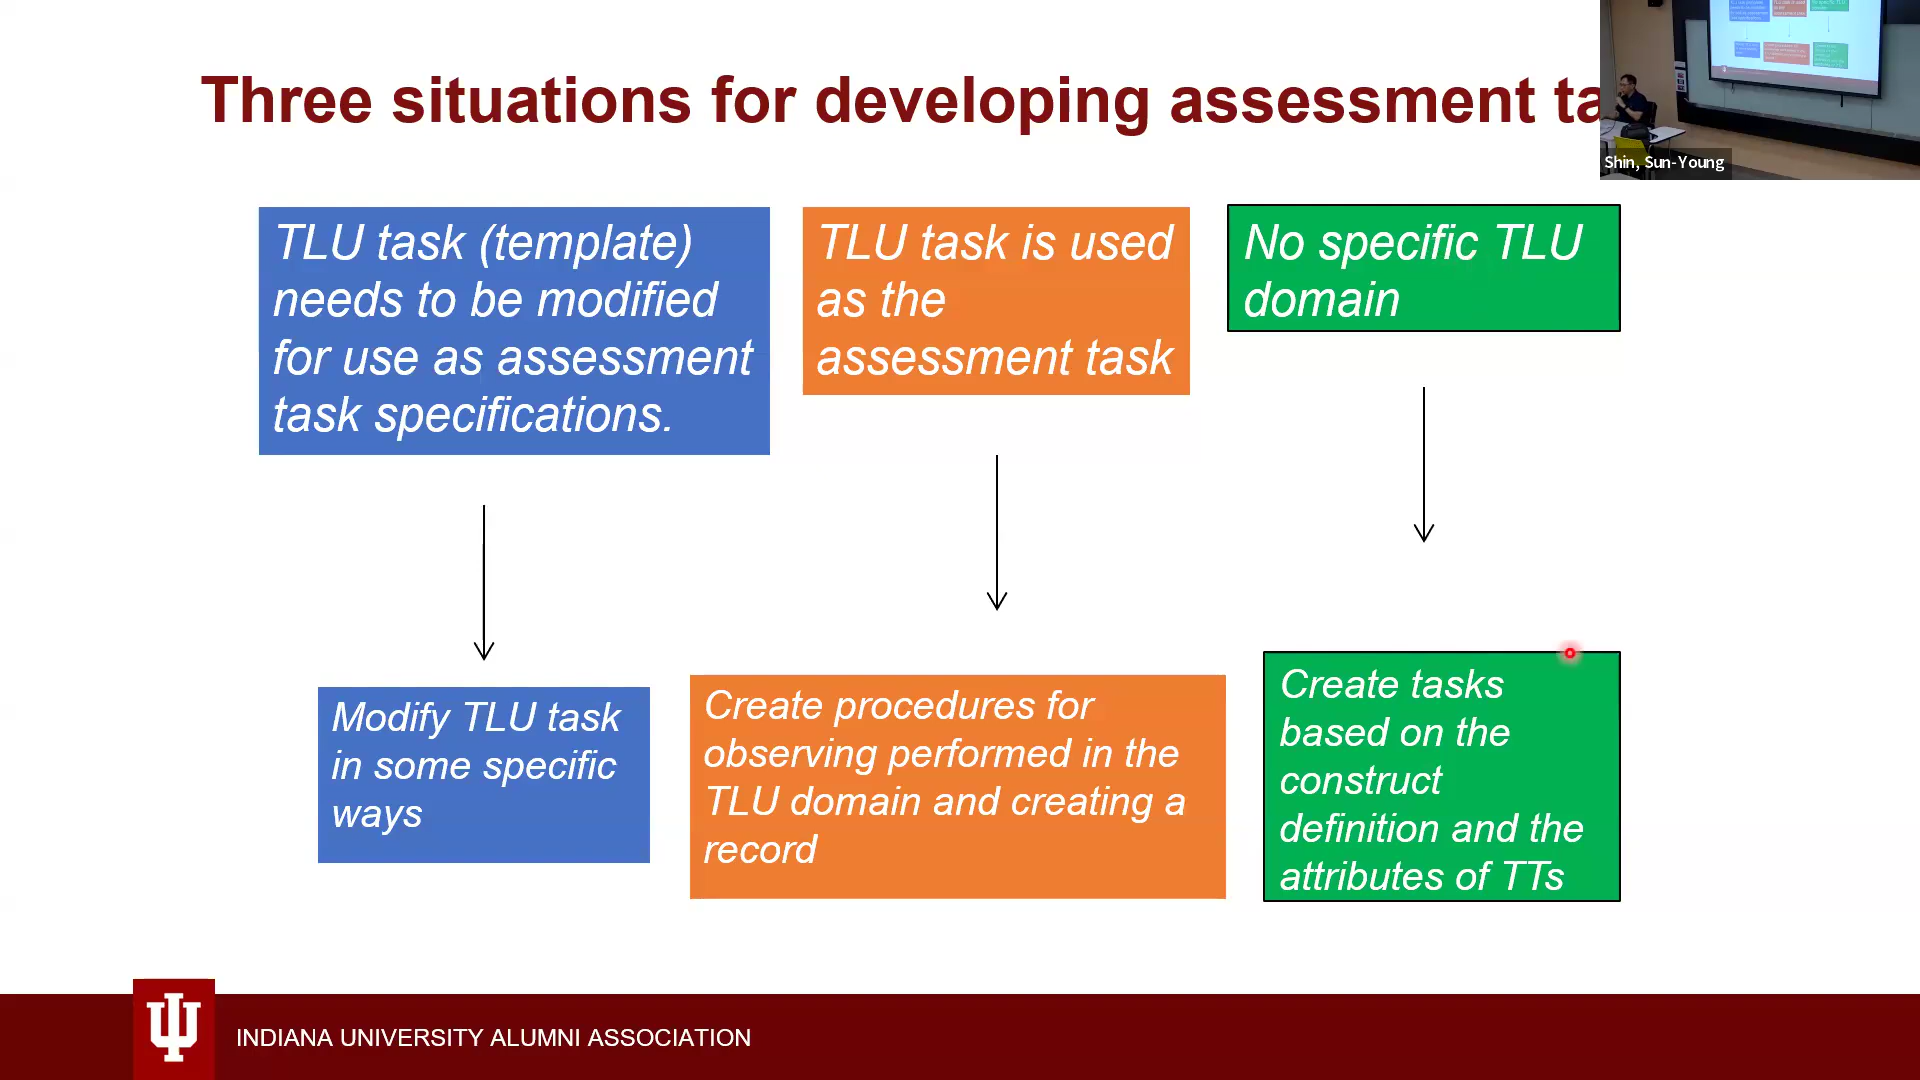 Three situations for developing assessment ta
Shin, Sun-Young
TLU task (template)
needs to be modified
for use as assessment
task specifications.
TLU task is used
as the
assessment task
No specific TLU
domain
Modify TLU task
in some specific
ways
Create procedures for
observing performed in the
TLU domain and creating a
record
Create tasks
based on the
construct
definition and the
attributes of TTs
INDIANA UNIVERSITY ALUMNI ASSOCIATION